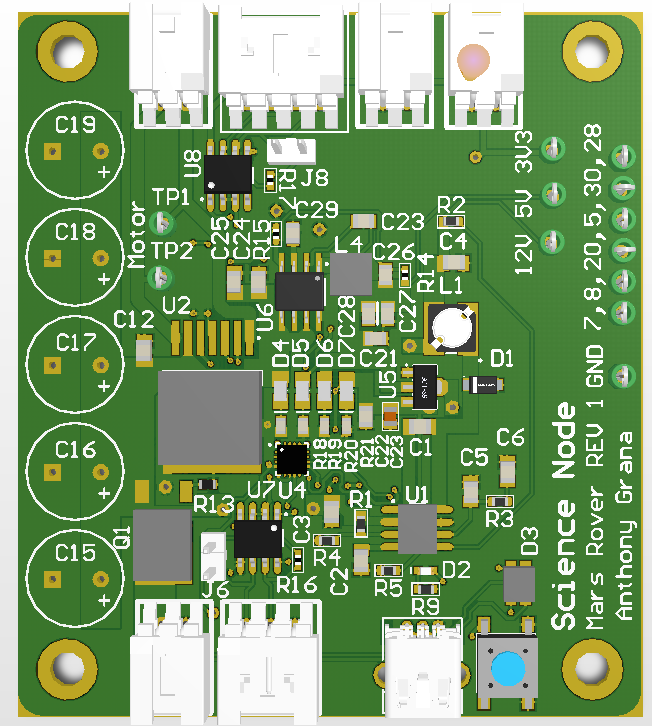 C19
C18
C17
C16
C15
U8
R17
J8
TP1
TP2
Motor
C29
C25
C24
R15
C23
R2
C4
L4
C26
R14
L1
3V3
5V
12V
GND 7,8,20,5,30,28
U2
C12
U6
C28
C27
C21
D4
D5
D6
D7
U5
D1
C1
R18
R19
R20
R21
C22
C23
C5
C6
R3
R13
U7
U4
C3
R1
U1
Q1
J6
R16
R4
C2
R5
D2
R9
D3
Science Node
Mars Rover REV 1
Anthony Grana